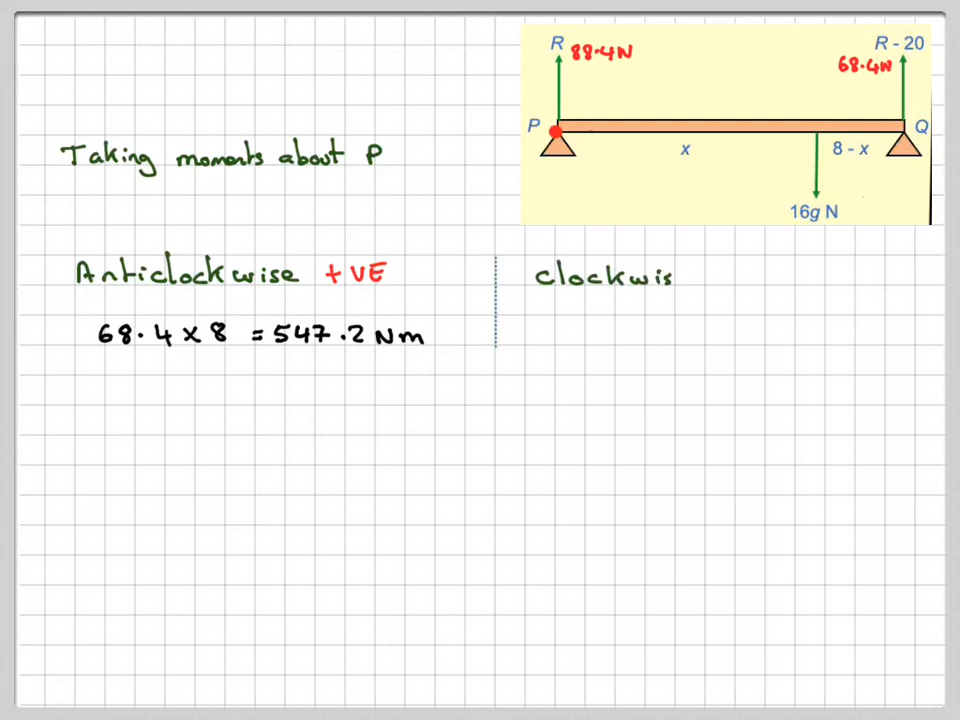 R 88.4N
R - 20
68.4N
P
Q
x
8 - x
16g N
Taking moments about P
Anticlockwise +VE
clockwis
68.4 x 8 = 547.2 Nm